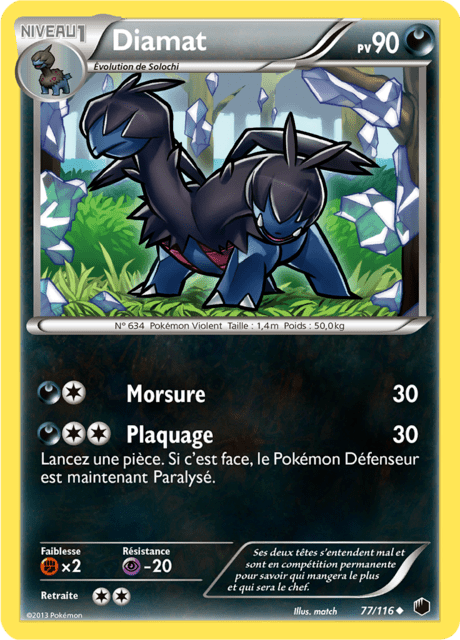 NIVEAU1
Diamat
PV90
Évolution de Solochi
N° 634 Pokémon Violent Taille : 1,4m Poids : 50,0kg
Morsure 30
Plaquage 30
Lancez une pièce. Si c'est face, le Pokémon Défenseur
est maintenant Paralysé.
Faiblesse Résistance
×2 -20
Retraite
Ses deux têtes s'entendent mal et
sont en compétition permanente
pour savoir qui mangera le plus
et qui sera le chef.
©2013 Pokémon
Illus. match 77/116